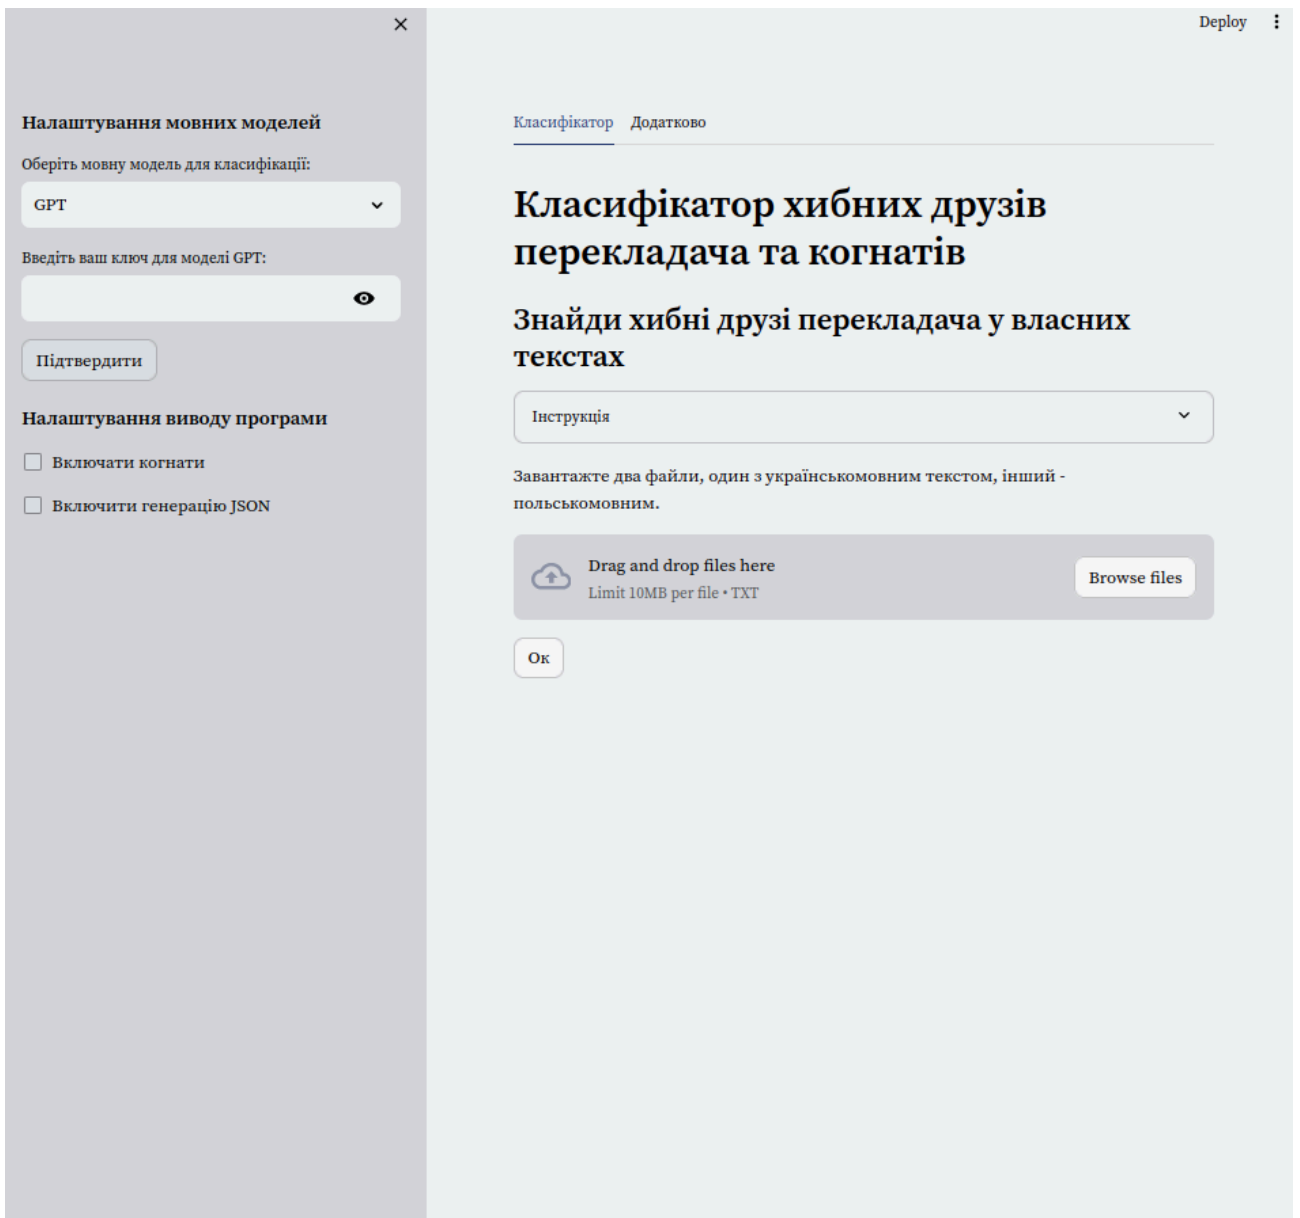 Налаштування мовних моделей
Оберіть мовну модель для класифікації:
GPT
Введіть ваш ключ для моделі GPT:
Підтвердити
Налаштування виводу програми
Включати когнати
Включити генерацію JSON
Deploy
Класифікатор Додатково
Класифікатор хибних друзів
перекладача та когнатів
Знайди хибні друзі перекладача у власних
текстах
Інструкція
Завантажте два файли, один з українськомовним текстом, інший -
польськомовним.
Drag and drop files here
Limit 10MB per file • TXT
Browse files
Ок